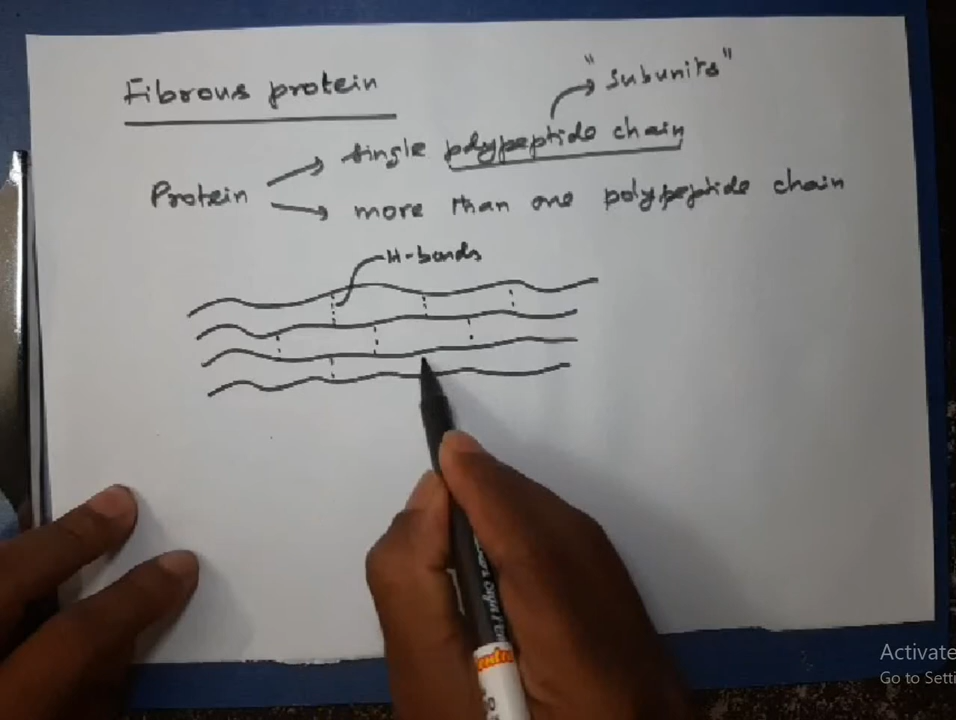 Fibrous protein
"subunits"
single polypeptide chain
Protein
more than one polypeptide chain
H-bonds
Activate
Go to Setti